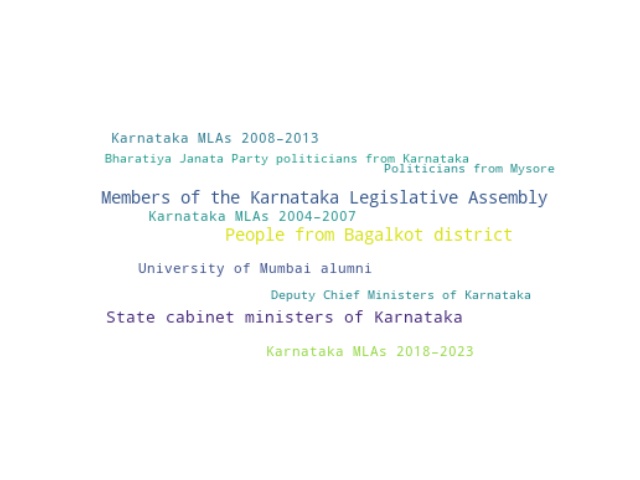 Karnataka MLAs 2008–2013
Bharatiya Janata Party politicians from Karnataka
Politicians from Mysore
Members of the Karnataka Legislative Assembly
Karnataka MLAs 2004–2007
People from Bagalkot district
University of Mumbai alumni
Deputy Chief Ministers of Karnataka
State cabinet ministers of Karnataka
Karnataka MLAs 2018–2023